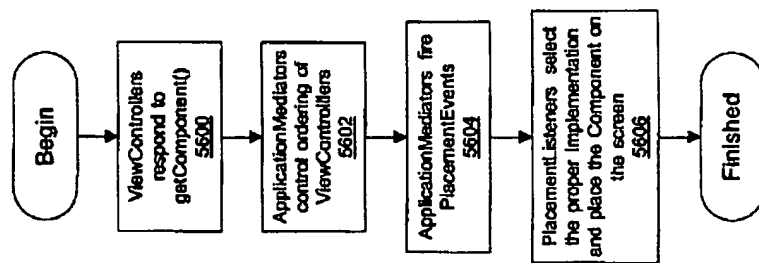 Begin
ViewControllers
respond to
getComponent()
5600
ApplicationMediators
control ordering of
ViewControllers
5602
ApplicationMediators fire
PlacementEvents
5604
PlacementListeners select
the proper implementation
and place the Component on
the screen
5606
Finished